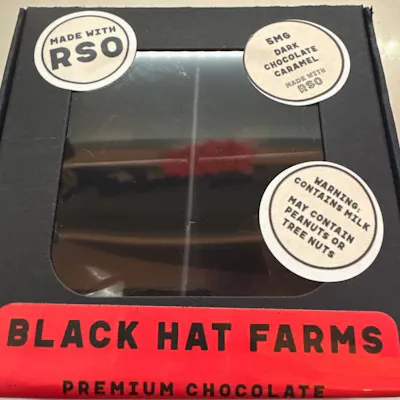 MADE WITH
RSO
5MG
DARK
CHOCOLATE
CARAMEL
MADE WITH
RSO
WARNING:
CONTAINS MILK
MAY CONTAIN
PEANUTS OR
TREE NUTS
BLACK HAT FARMS
PREMIUM CHOCOLATE